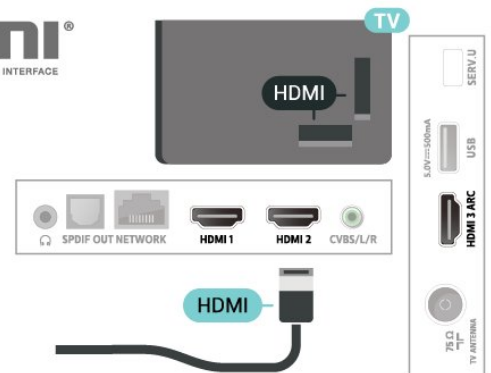 mi®
INTERFACE
TV
HDMI
SPDIF OUT NETWORK HDMI 1 HDMI 2 CVBS/L/R
HDMI
SERV.U
5.0V⎓500mA
USB
HDMI 3 ARC
75 Ω
TV ANTENNA